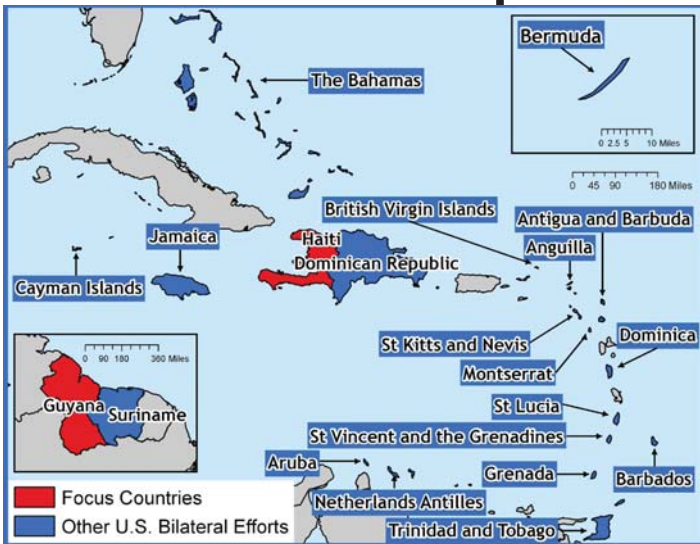 Bermuda
0 2.5 5 10 Miles
The Bahamas
0 45 90 180 Miles
British Virgin Islands
Antigua and Barbuda
Jamaica
Haiti
Anguilla
Dominican Republic
Cayman Islands
St Kitts and Nevis
Dominica
0 90 180 360 Miles
Montserrat
Guyana
Suriname
St Lucia
St Vincent and the Grenadines
Aruba
Grenada
Barbados
Focus Countries
Netherlands Antilles
Other U.S. Bilateral Efforts
Trinidad and Tobago